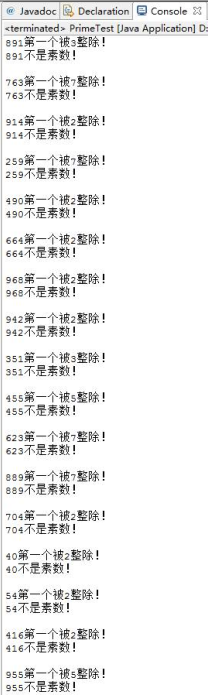 @ Javadoc Declaration Console
<terminated> PrimeTest [Java Application] D:
891第一个被3整除!
891不是素数!
763第一个被7整除!
763不是素数!
914第一个被2整除!
914不是素数!
259第一个被7整除!
259不是素数!
490第一个被2整除!
490不是素数!
664第一个被2整除!
664不是素数!
968第一个被2整除!
968不是素数!
942第一个被2整除!
942不是素数!
351第一个被3整除!
351不是素数!
455第一个被5整除!
455不是素数!
623第一个被7整除!
623不是素数!
889第一个被7整除!
889不是素数!
704第一个被2整除!
704不是素数!
40第一个被2整除!
40不是素数!
54第一个被2整除!
54不是素数!
416第一个被2整除!
416不是素数!
955第一个被5整除!
955不是素数!